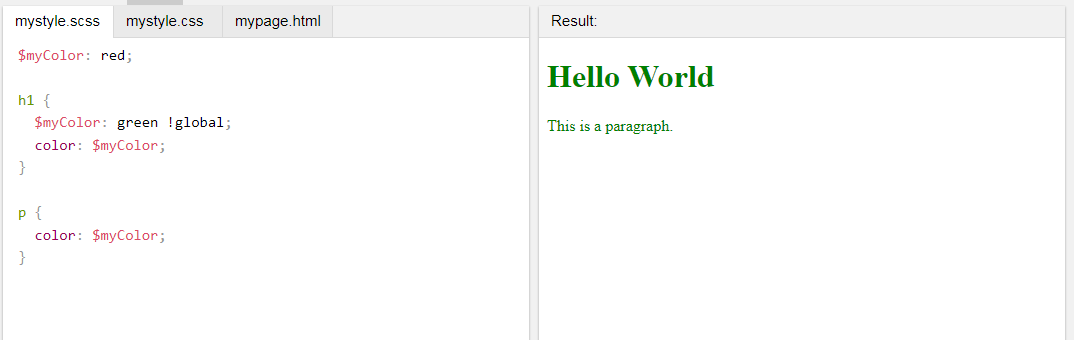 mystyle.scss mystyle.css mypage.html
$myColor: red;
h1 {
  $myColor: green !global;
  color: $myColor;
}
p {
  color: $myColor;
}
Result:
Hello World
This is a paragraph.